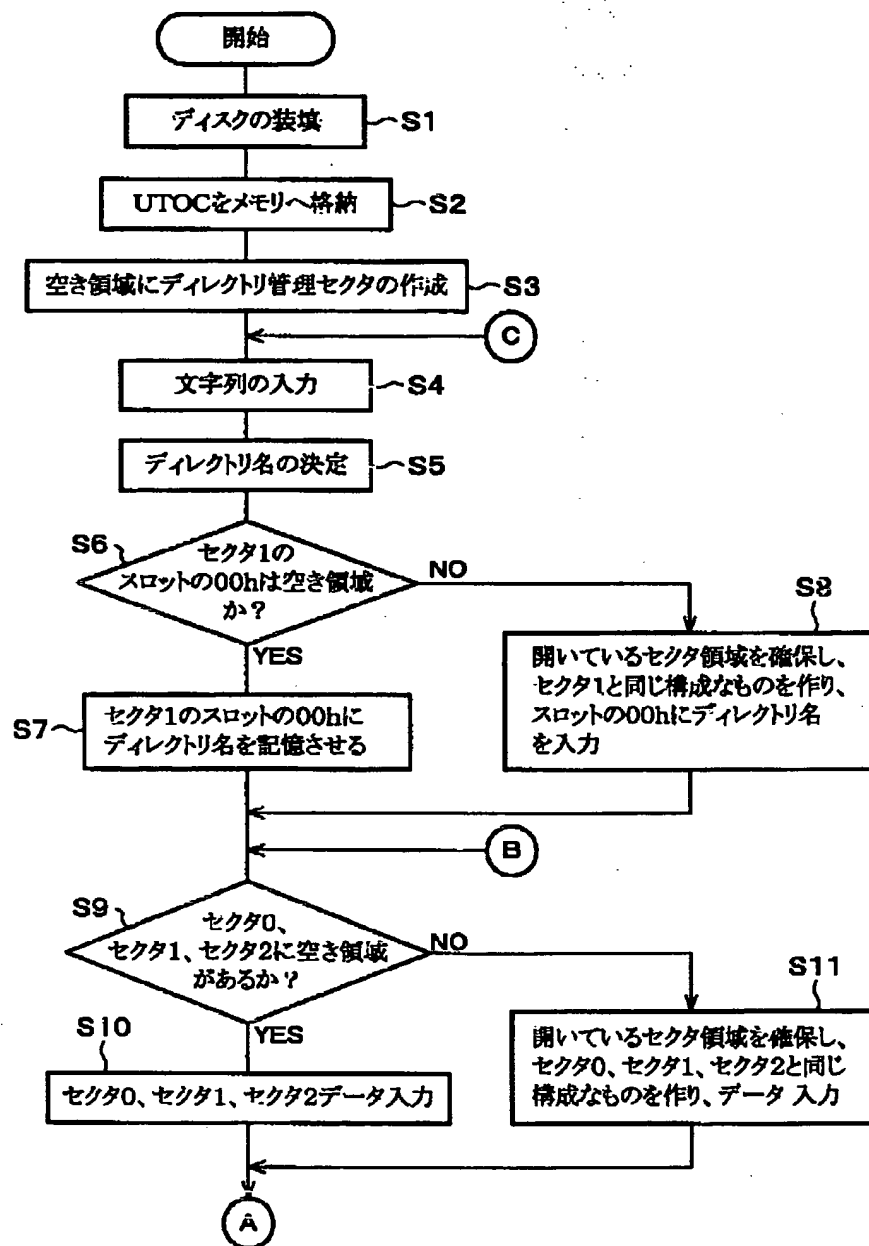 開始
ディスクの装填
S1
UTOCをメモリへ格納
S2
空き領域にディレクトリ管理セクタの作成
S3
C
文字列の入力
S4
ディレクトリ名の決定
S5
S6
セクタ1の
スロットの00hは空き領域
か?
NO
YES
S8
開いているセクタ領域を確保し、
セクタ1と同じ構成なものを作り、
スロットの00hにディレクトリ名
を入力
S7
セクタ1のスロットの00hに
ディレクトリ名を記憶させる
B
S9
セクタ0、
セクタ1、セクタ2に空き領域
があるか?
NO
YES
S11
開いているセクタ領域を確保し、
セクタ0、セクタ1、セクタ2と同じ
構成なものを作り、データ 入力
S10
セクタ0、セクタ1、セクタ2データ入力
A